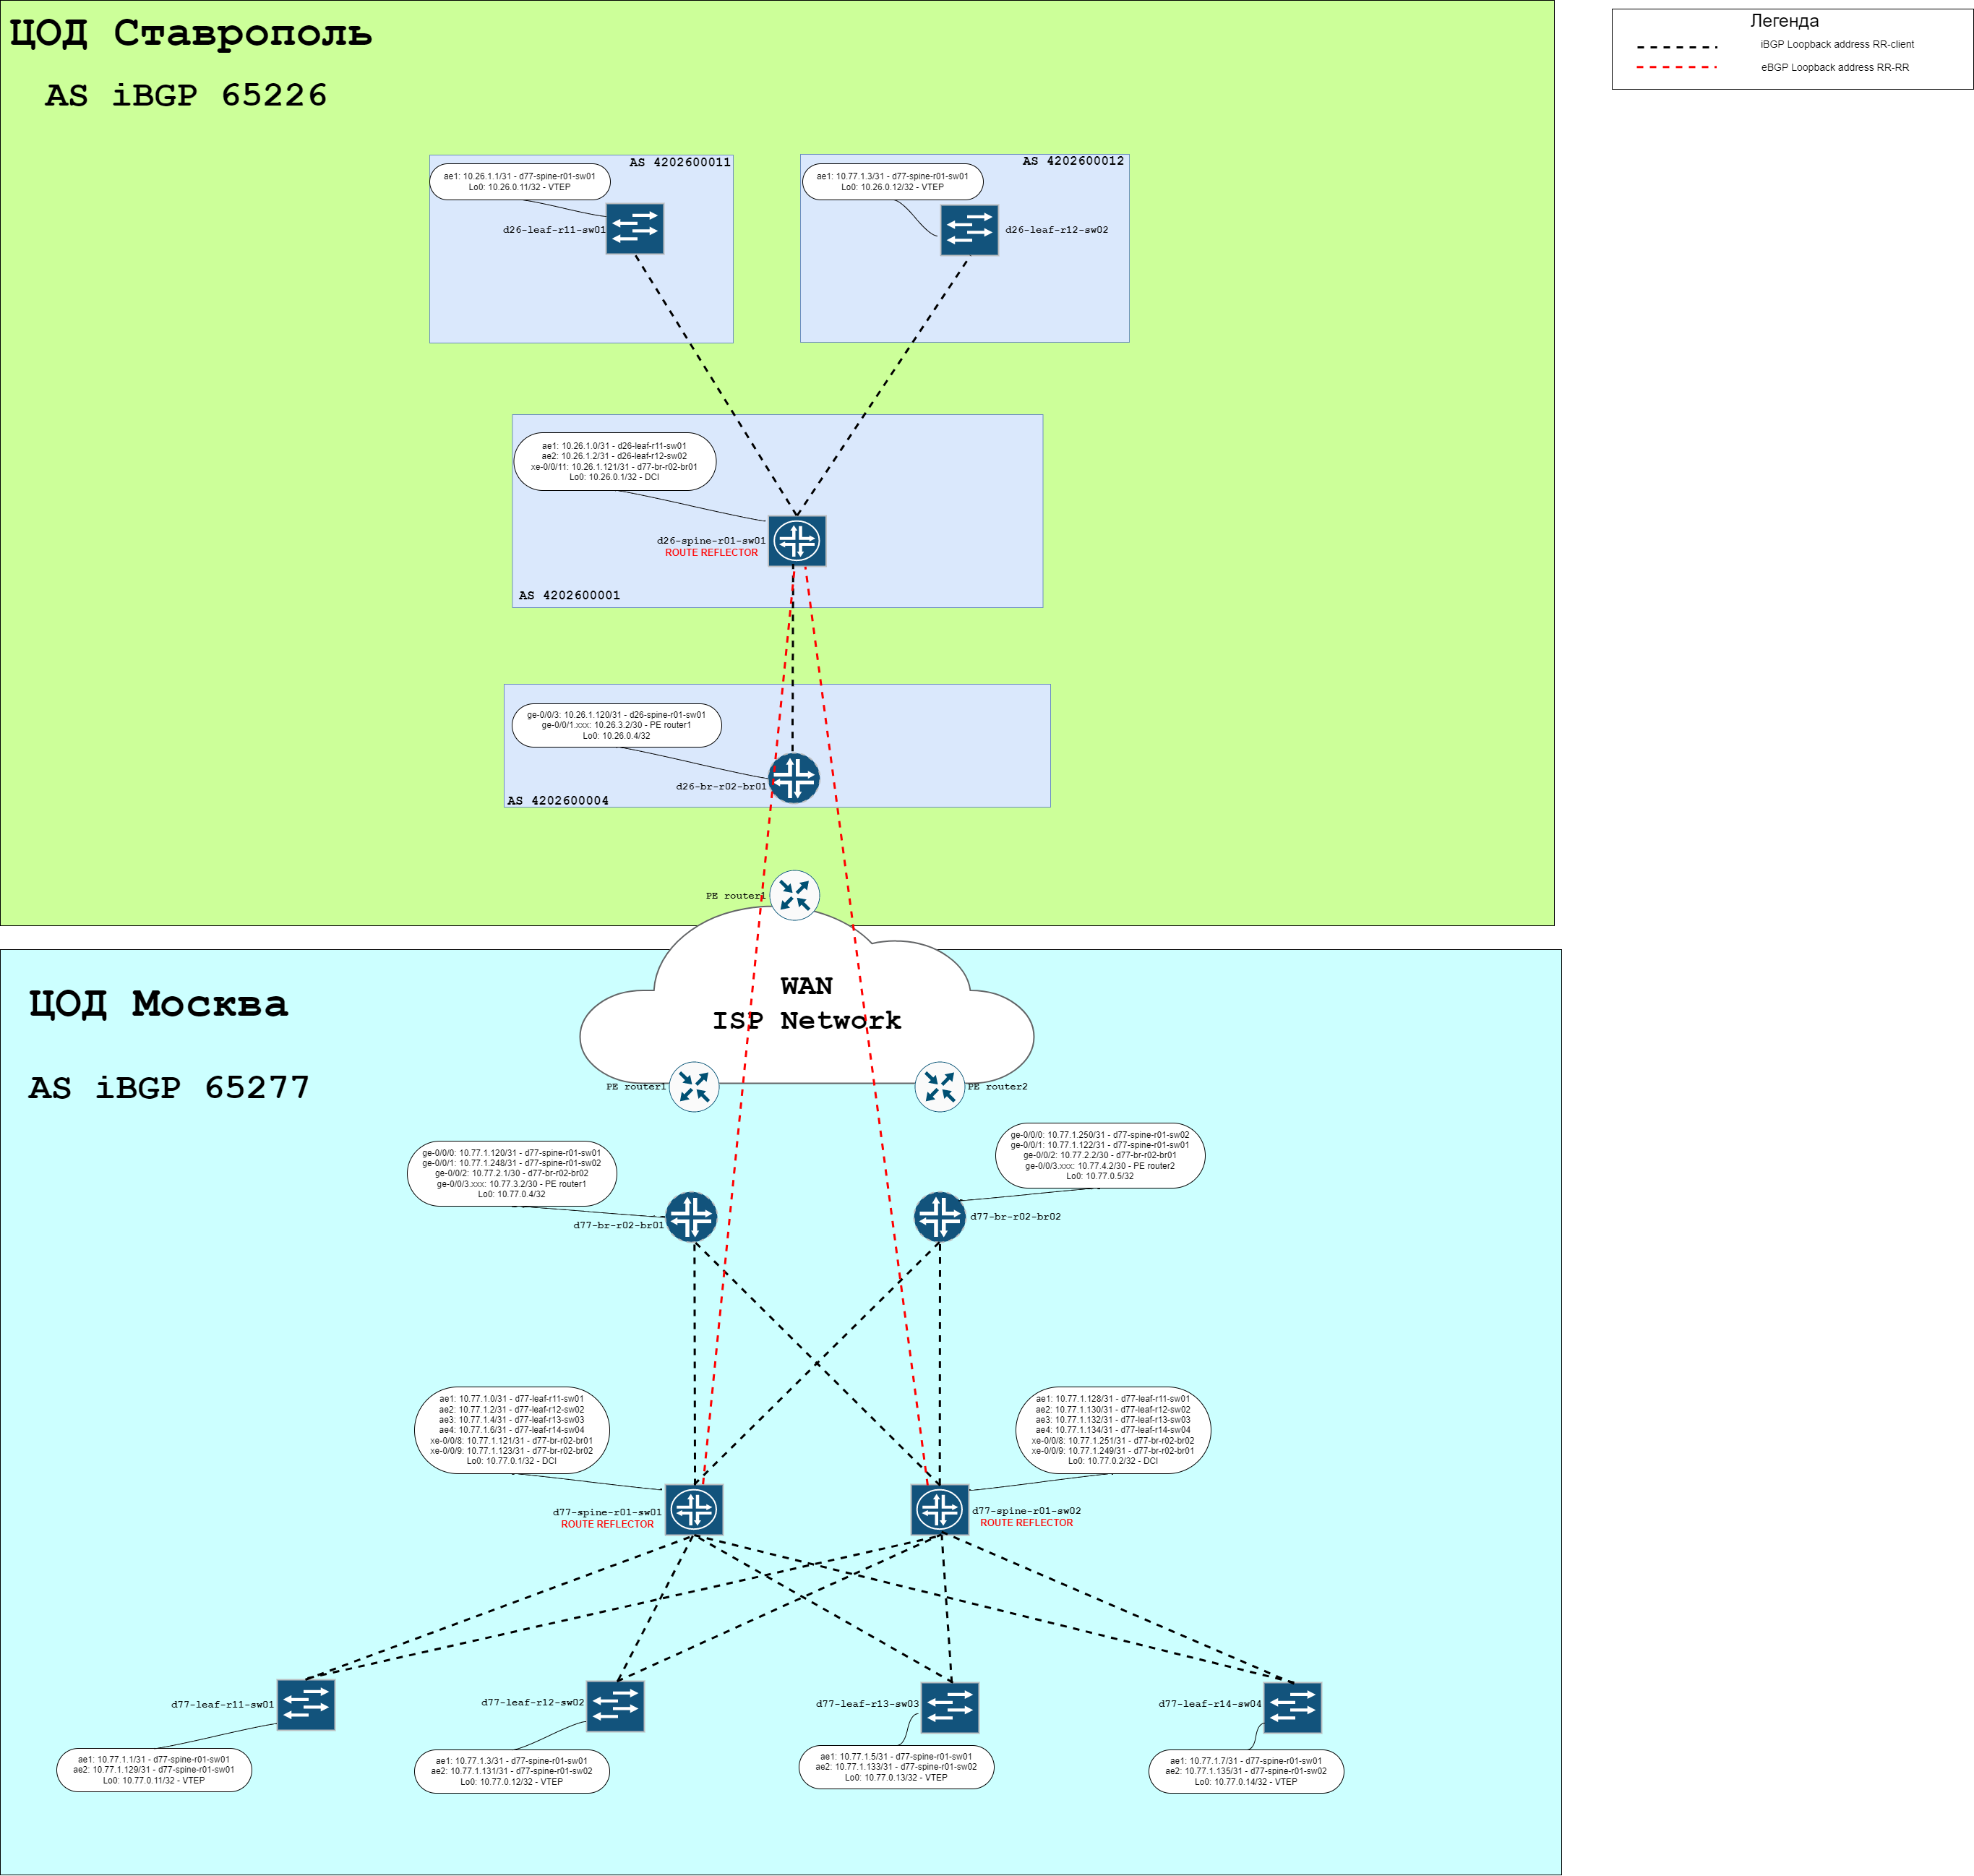 ЦОД Ставрополь
AS iBGP 65226
Легенда
iBGP Loopback address RR-client
eBGP Loopback address RR-RR
AS 4202600011
ae1: 10.26.1.1/31 - d77-spine-r01-sw01
Lo0: 10.26.0.11/32 - VTEP
d26-leaf-r11-sw01
AS 4202600012
ae1: 10.77.1.3/31 - d77-spine-r01-sw01
Lo0: 10.26.0.12/32 - VTEP
d26-leaf-r12-sw02
ae1: 10.26.1.0/31 - d26-leaf-r11-sw01
ae2: 10.26.1.2/31 - d26-leaf-r12-sw02
xe-0/0/11: 10.26.1.121/31 - d77-br-r02-br01
Lo0: 10.26.0.1/32 - DCI
d26-spine-r01-sw01
ROUTE REFLECTOR
AS 4202600001
ge-0/0/3: 10.26.1.120/31 - d26-spine-r01-sw01
ge-0/0/1.xxx: 10.26.3.2/30 - PE router1
Lo0: 10.26.0.4/32
d26-br-r02-br01
AS 4202600004
PE router1
WAN
ISP Network
ЦОД Москва
AS iBGP 65277
PE router1
PE router2
ge-0/0/0: 10.77.1.120/31 - d77-spine-r01-sw01
ge-0/0/1: 10.77.1.248/31 - d77-spine-r01-sw02
ge-0/0/2: 10.77.2.1/30 - d77-br-r02-br02
ge-0/0/3.xxx: 10.77.3.2/30 - PE router1
Lo0: 10.77.0.4/32
d77-br-r02-br01
ge-0/0/0: 10.77.1.250/31 - d77-spine-r01-sw02
ge-0/0/1: 10.77.1.122/31 - d77-spine-r01-sw01
ge-0/0/2: 10.77.2.2/30 - d77-br-r02-br01
ge-0/0/3.xxx: 10.77.4.2/30 - PE router2
Lo0: 10.77.0.5/32
d77-br-r02-br02
ae1: 10.77.1.0/31 - d77-leaf-r11-sw01
ae2: 10.77.1.2/31 - d77-leaf-r12-sw02
ae3: 10.77.1.4/31 - d77-leaf-r13-sw03
ae4: 10.77.1.6/31 - d77-leaf-r14-sw04
xe-0/0/8: 10.77.1.121/31 - d77-br-r02-br01
xe-0/0/9: 10.77.1.123/31 - d77-br-r02-br02
Lo0: 10.77.0.1/32 - DCI
d77-spine-r01-sw01
ROUTE REFLECTOR
ae1: 10.77.1.128/31 - d77-leaf-r11-sw01
ae2: 10.77.1.130/31 - d77-leaf-r12-sw02
ae3: 10.77.1.132/31 - d77-leaf-r13-sw03
ae4: 10.77.1.134/31 - d77-leaf-r14-sw04
xe-0/0/8: 10.77.1.251/31 - d77-br-r02-br02
xe-0/0/9: 10.77.1.249/31 - d77-br-r02-br01
Lo0: 10.77.0.2/32 - DCI
d77-spine-r01-sw02
ROUTE REFLECTOR
d77-leaf-r11-sw01
ae1: 10.77.1.1/31 - d77-spine-r01-sw01
ae2: 10.77.1.129/31 - d77-spine-r01-sw01
Lo0: 10.77.0.11/32 - VTEP
d77-leaf-r12-sw02
ae1: 10.77.1.3/31 - d77-spine-r01-sw01
ae2: 10.77.1.131/31 - d77-spine-r01-sw02
Lo0: 10.77.0.12/32 - VTEP
d77-leaf-r13-sw03
ae1: 10.77.1.5/31 - d77-spine-r01-sw01
ae2: 10.77.1.133/31 - d77-spine-r01-sw02
Lo0: 10.77.0.13/32 - VTEP
d77-leaf-r14-sw04
ae1: 10.77.1.7/31 - d77-spine-r01-sw01
ae2: 10.77.1.135/31 - d77-spine-r01-sw02
Lo0: 10.77.0.14/32 - VTEP